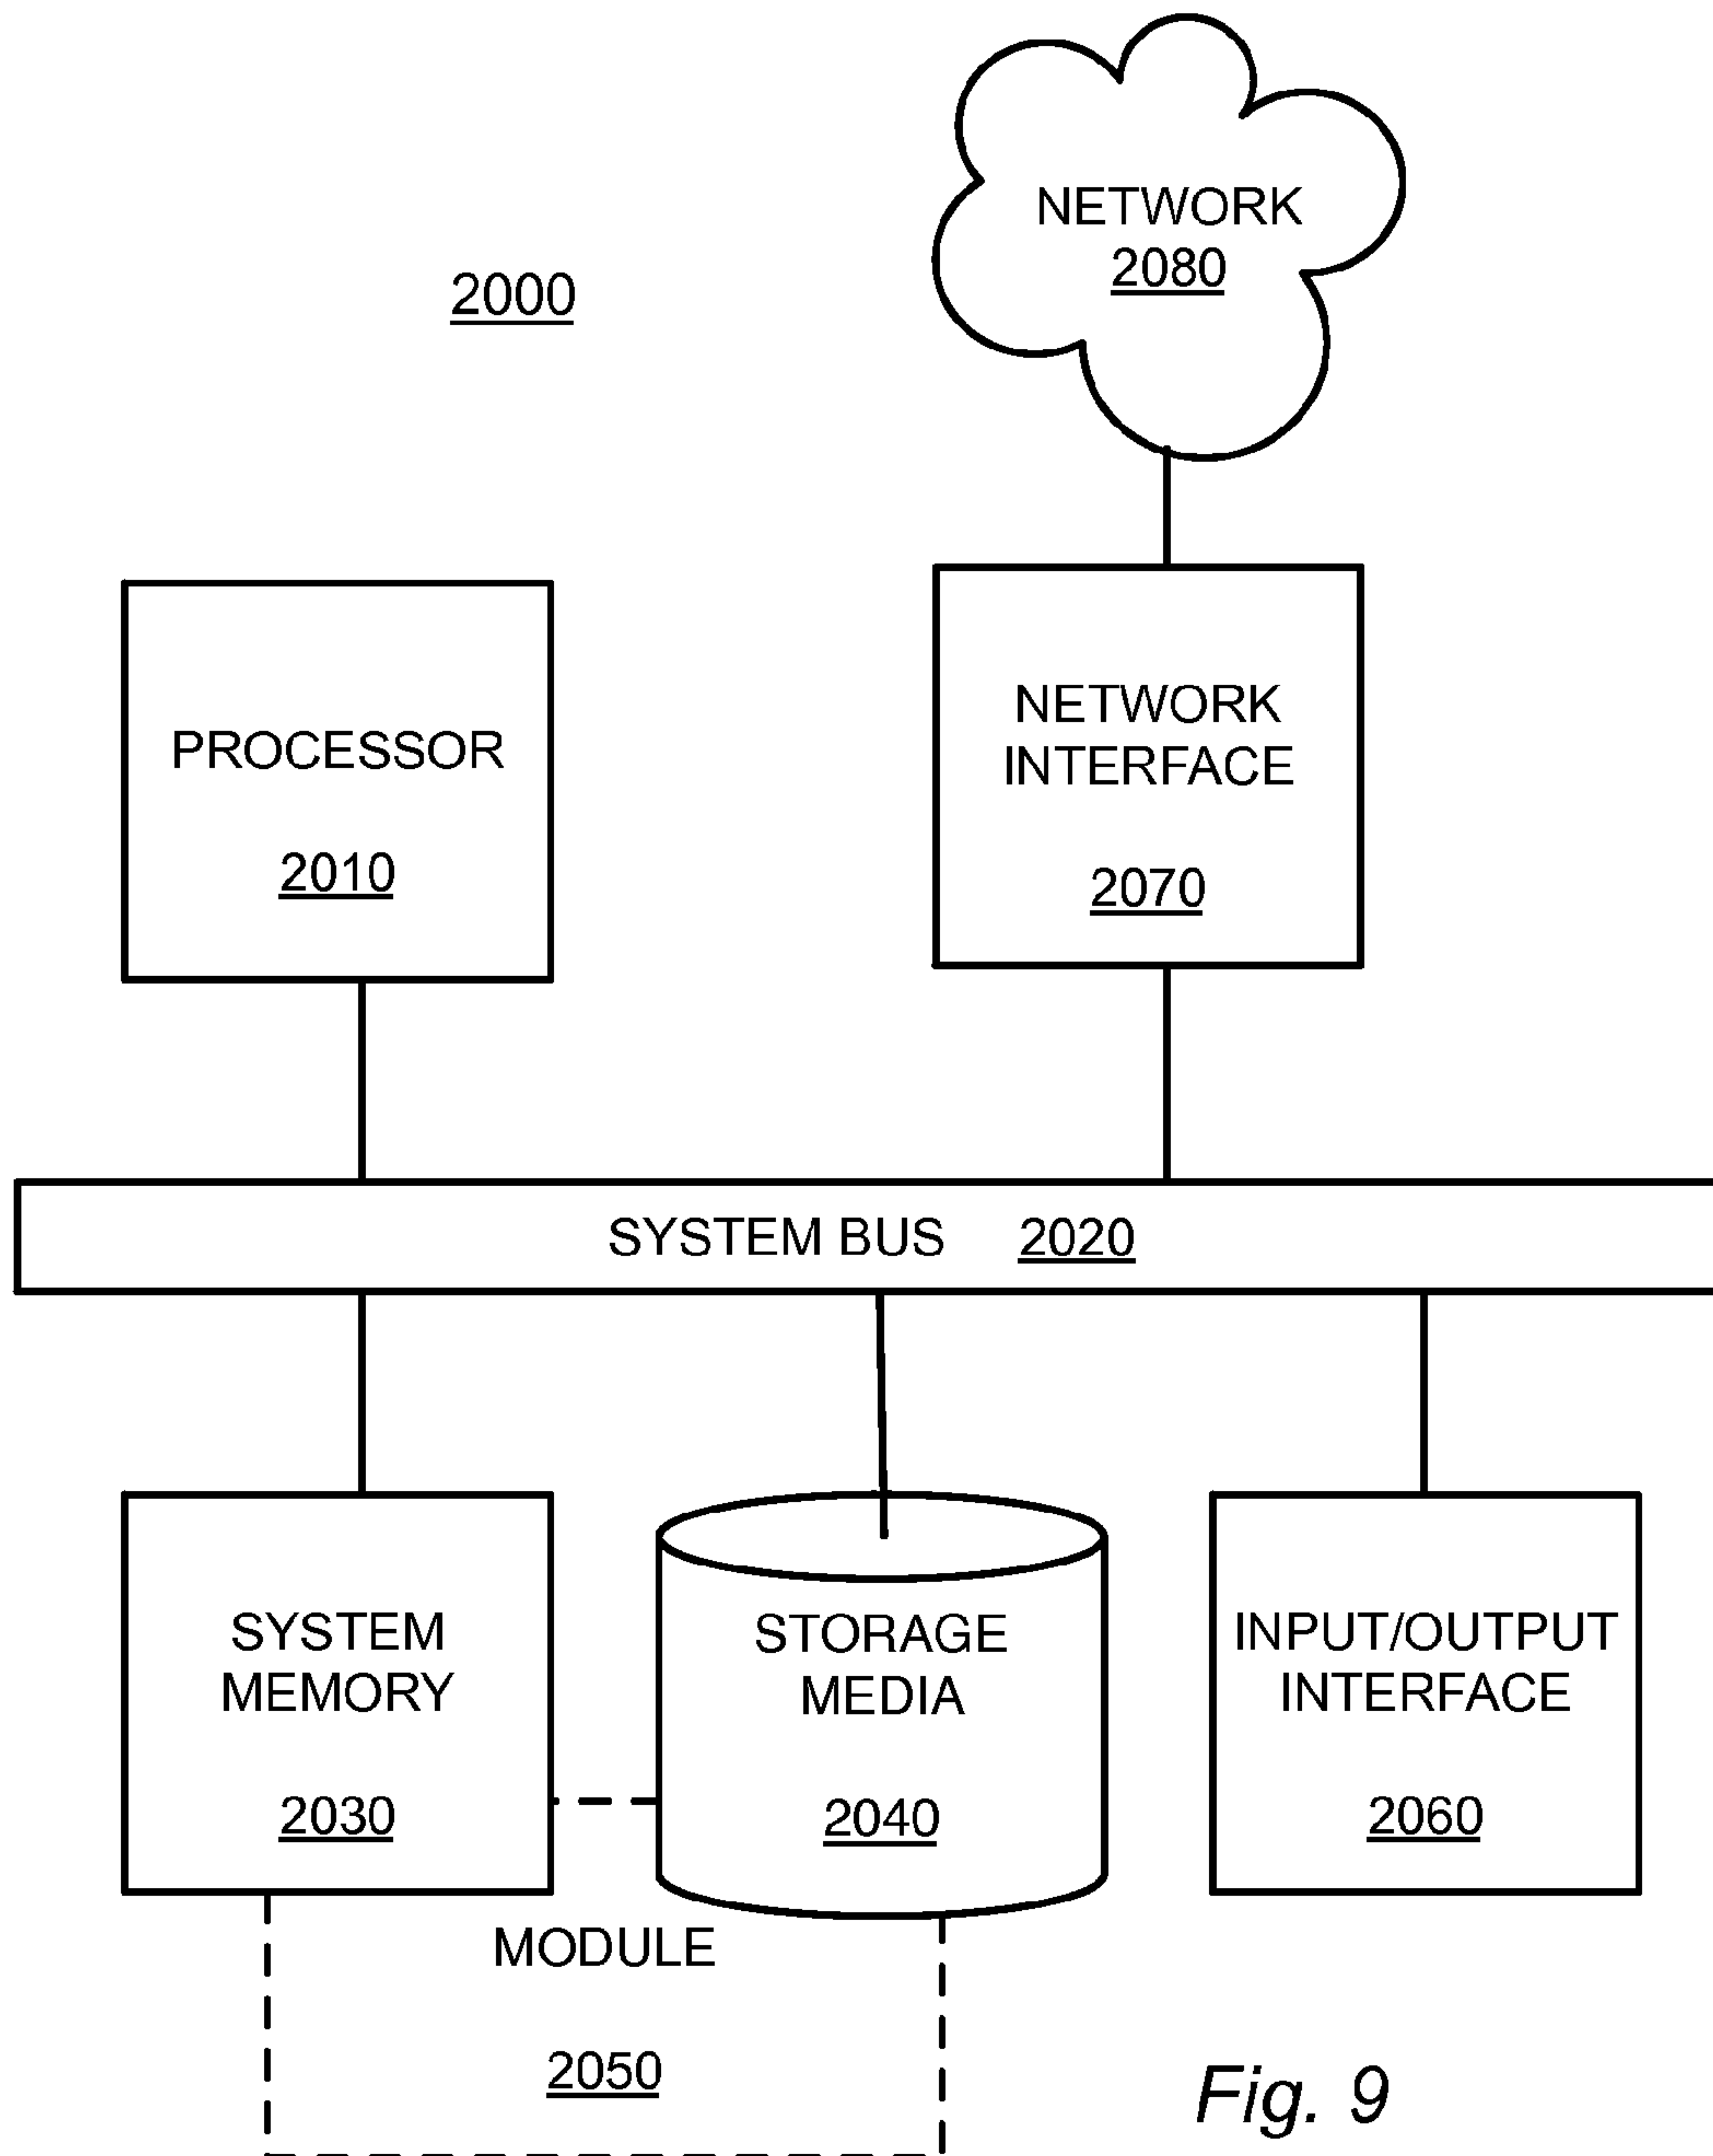 NETWORK
2080
2000
PROCESSOR
2010
NETWORK
INTERFACE
2070
SYSTEM BUS 2020
SYSTEM
MEMORY
2030
STORAGE
MEDIA
2040
INPUT/OUTPUT
INTERFACE
2060
MODULE
2050
Fig. 9